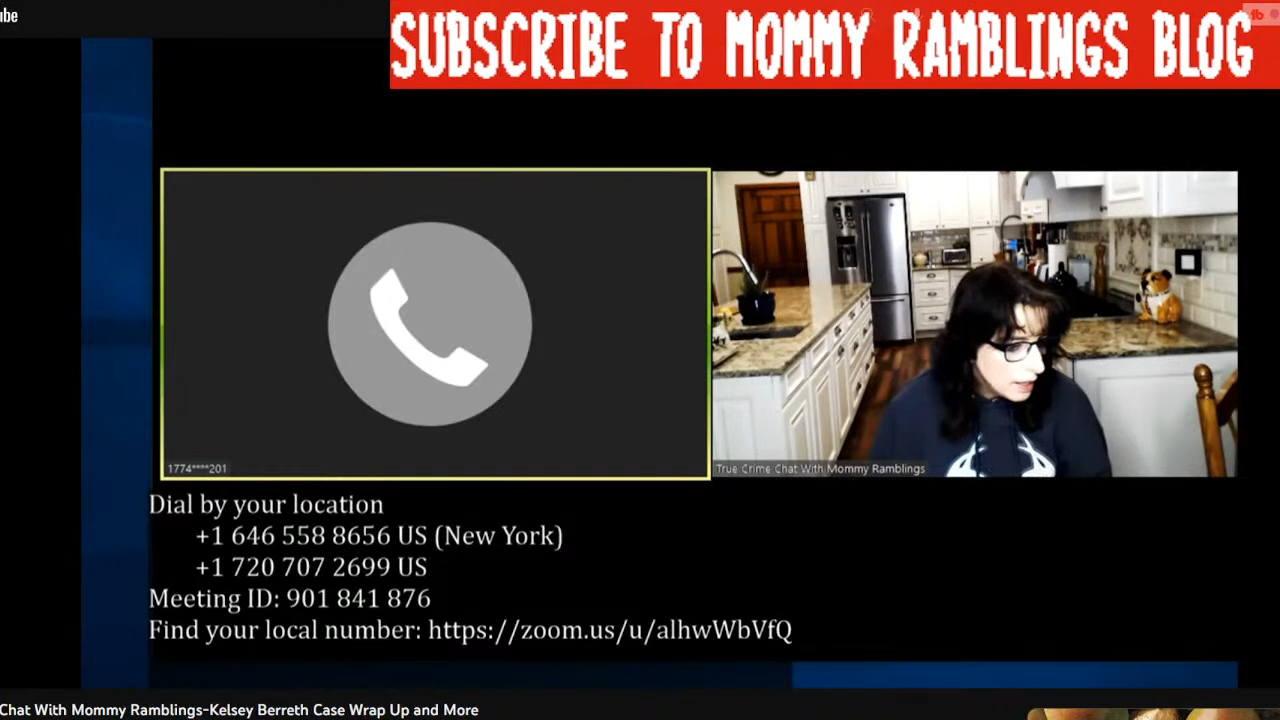 ube
SUBSCRIBE TO MOMMY RAMBLINGS BLOG
1774****201
True Crime Chat With Mommy Ramblings
Dial by your location
+1 646 558 8656 US (New York)
+1 720 707 2699 US
Meeting ID: 901 841 876
Find your local number: https://zoom.us/u/alhwWbVfQ
Chat With Mommy Ramblings-Kelsey Berreth Case Wrap Up and More